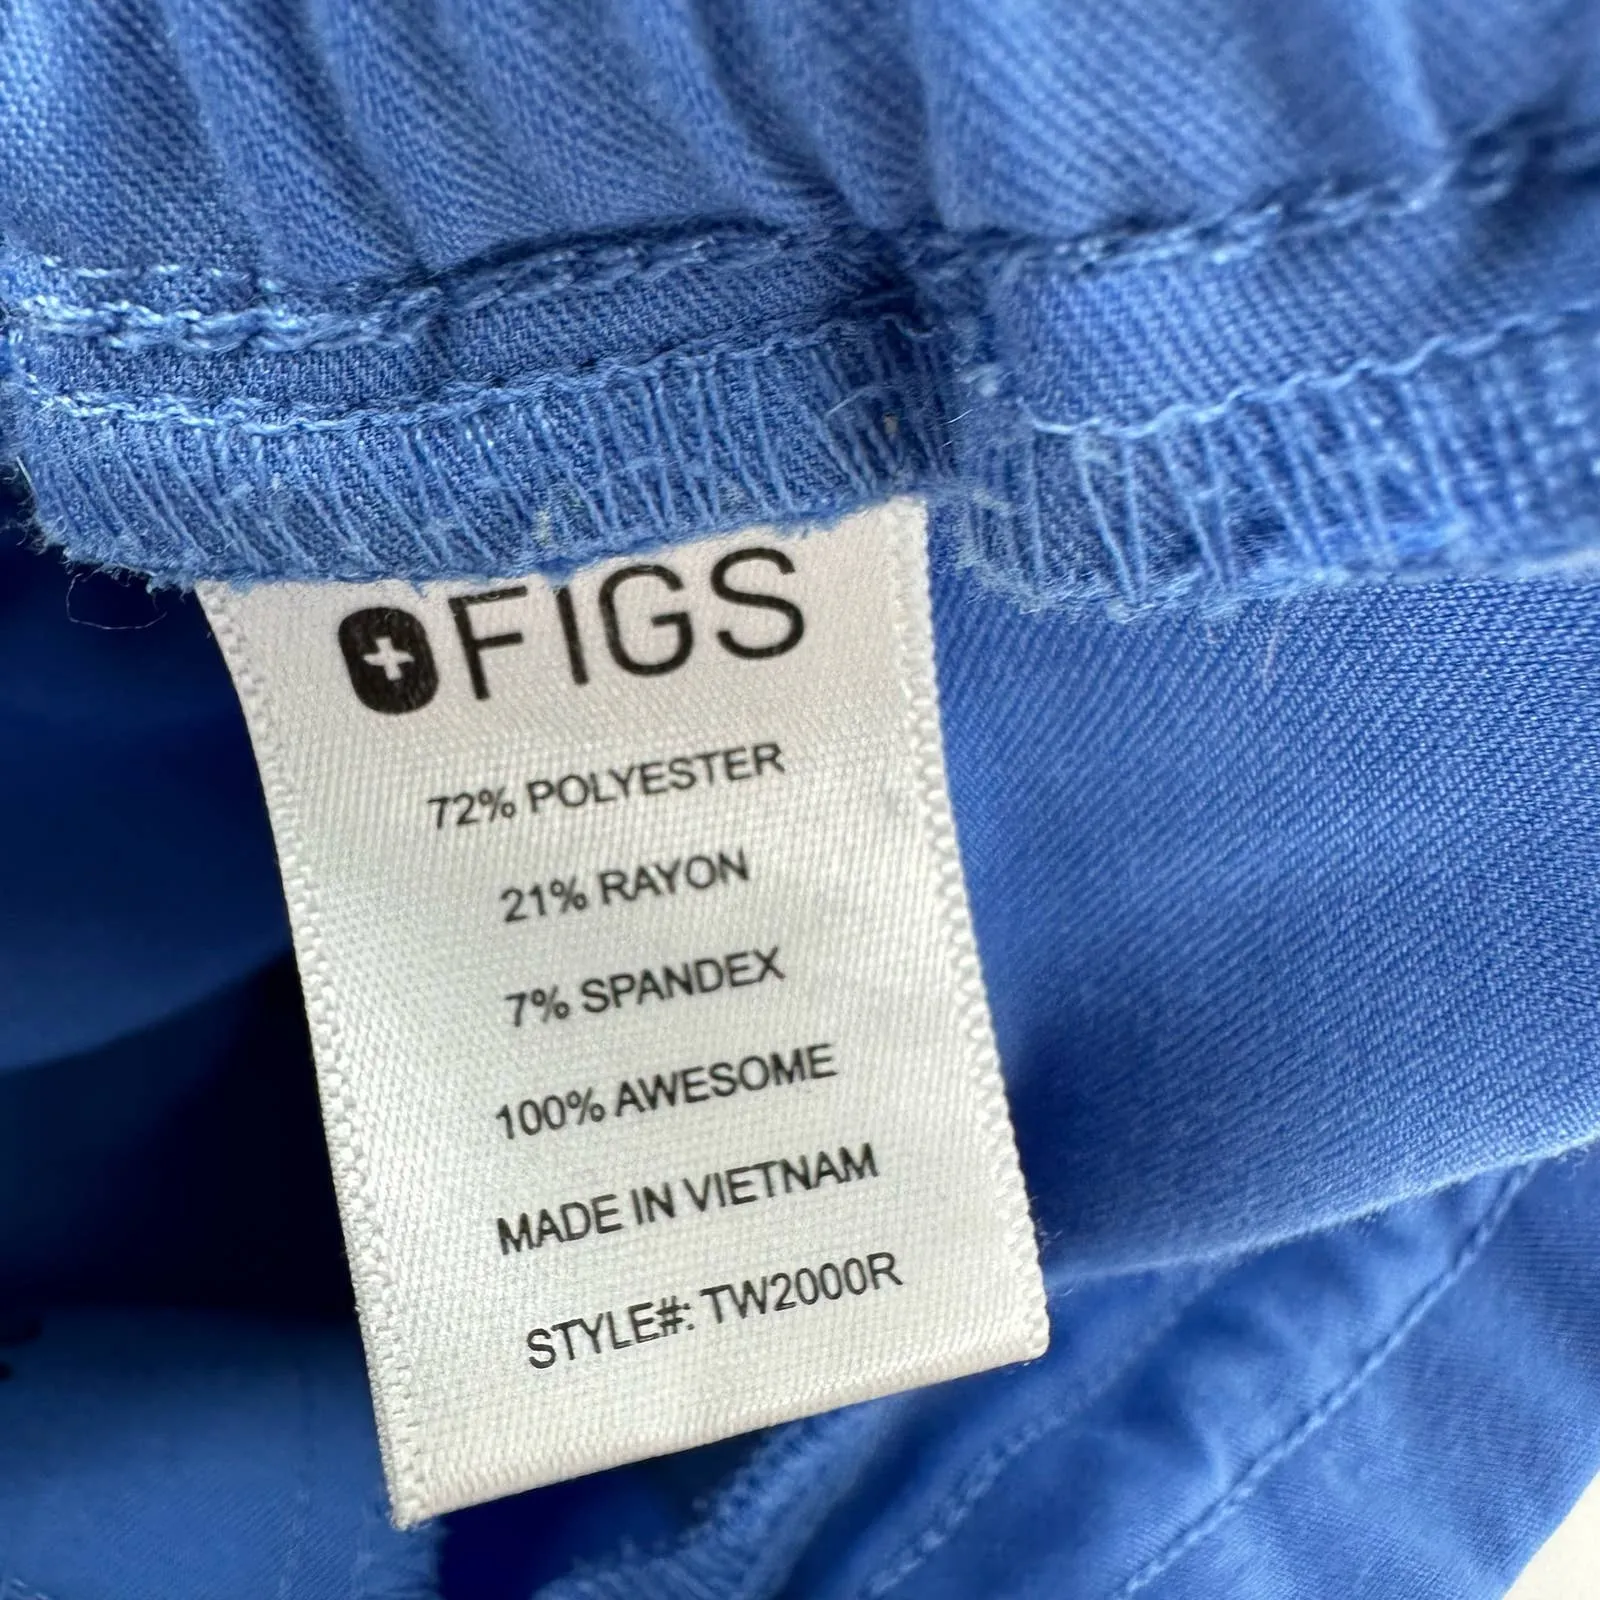 FIGS
72% POLYESTER
21% RAYON
7% SPANDEX
100% AWESOME
MADE IN VIETNAM
STYLE#: TW2000R